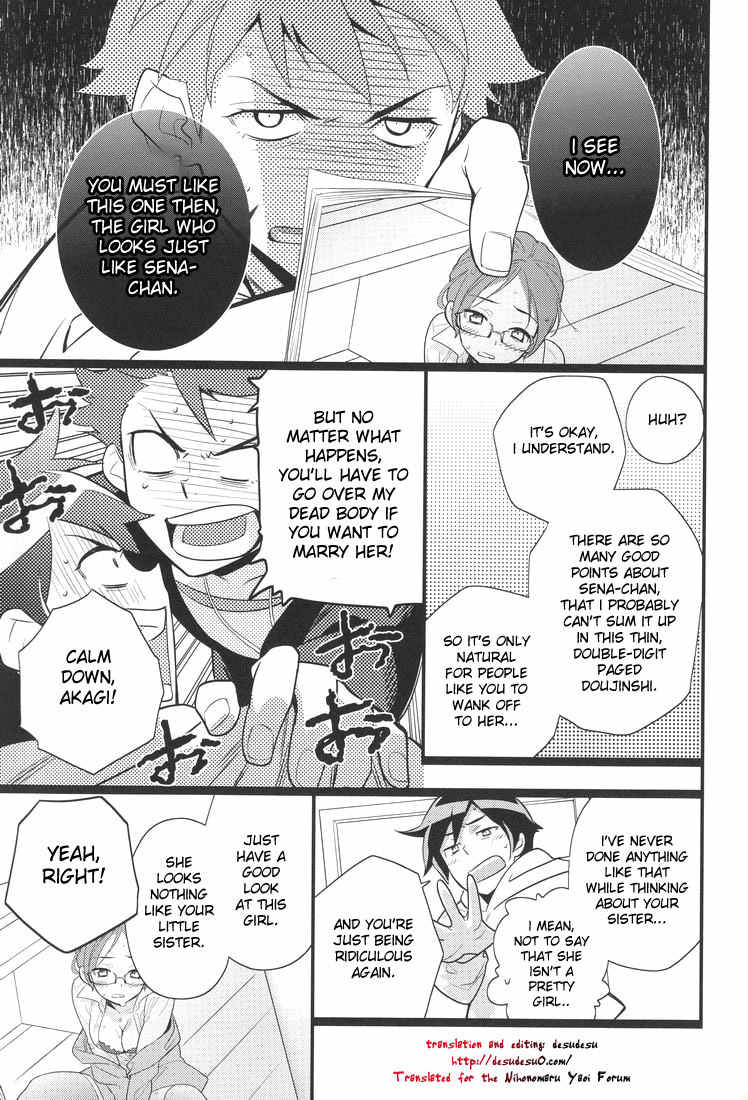 I SEE
NOW...
YOU MUST LIKE
THIS ONE THEN,
THE GIRL WHO
LOOKS JUST
LIKE SENA-
CHAN.
HUH?
IT'S OKAY,
I UNDERSTAND.
THERE ARE SO
MANY GOOD
POINTS ABOUT
SENA-CHAN,
THAT I PROBABLY
CAN'T SUM IT UP
IN THIS THIN,
DOUBLE-DIGIT
PAGED
DOUJINSHI.
SO IT'S ONLY
NATURAL
FOR PEOPLE
LIKE YOU TO
WANK OFF
TO HER...
BUT NO
MATTER WHAT
HAPPENS,
YOU'LL HAVE TO
GO OVER MY
DEAD BODY IF
YOU WANT TO
MARRY HER!
お
お
お
お
CALM
DOWN,
AKAGI!
I'VE NEVER
DONE ANYTHING
LIKE THAT
WHILE THINKING
ABOUT YOUR
SISTER...
I MEAN,
NOT TO SAY
THAT SHE
ISN'T A
PRETTY
GIRL..
AND YOU'RE
JUST BEING
RIDICULOUS
AGAIN.
JUST
HAVE A
GOOD
LOOK
AT THIS
GIRL.
SHE
LOOKS
NOTHING
LIKE YOUR
LITTLE
SISTER.
YEAH,
RIGHT!
translation and editing: desudesu
http://desudesu0.com/
Translated for the Nihonomaru Yaoi Forum